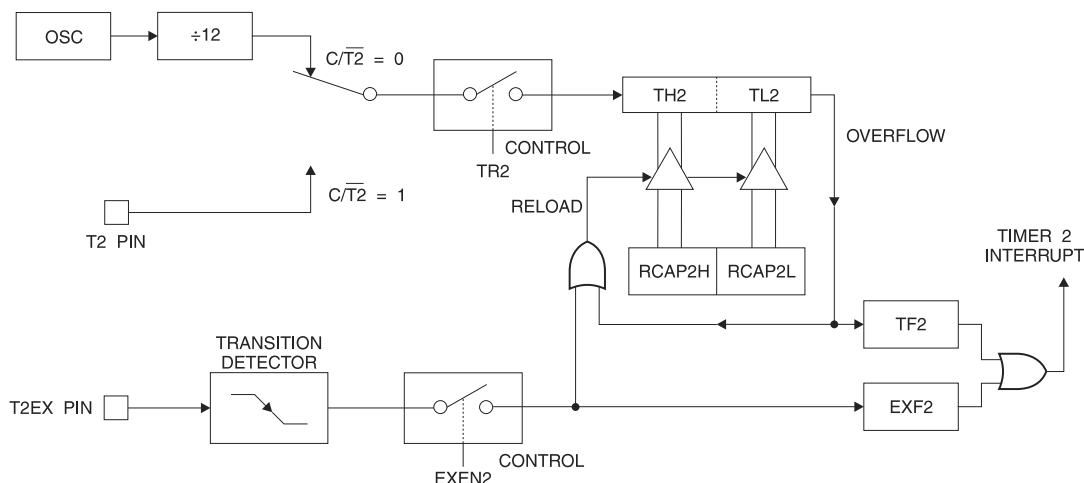 OSC
÷12
C/T2̅ = 0
TH2
TL2
OVERFLOW
CONTROL
TR2
C/T2̅ = 1
T2 PIN
RELOAD
RCAP2H
RCAP2L
TIMER 2
INTERRUPT
TF2
TRANSITION
DETECTOR
T2EX PIN
EXF2
CONTROL
EXEN2